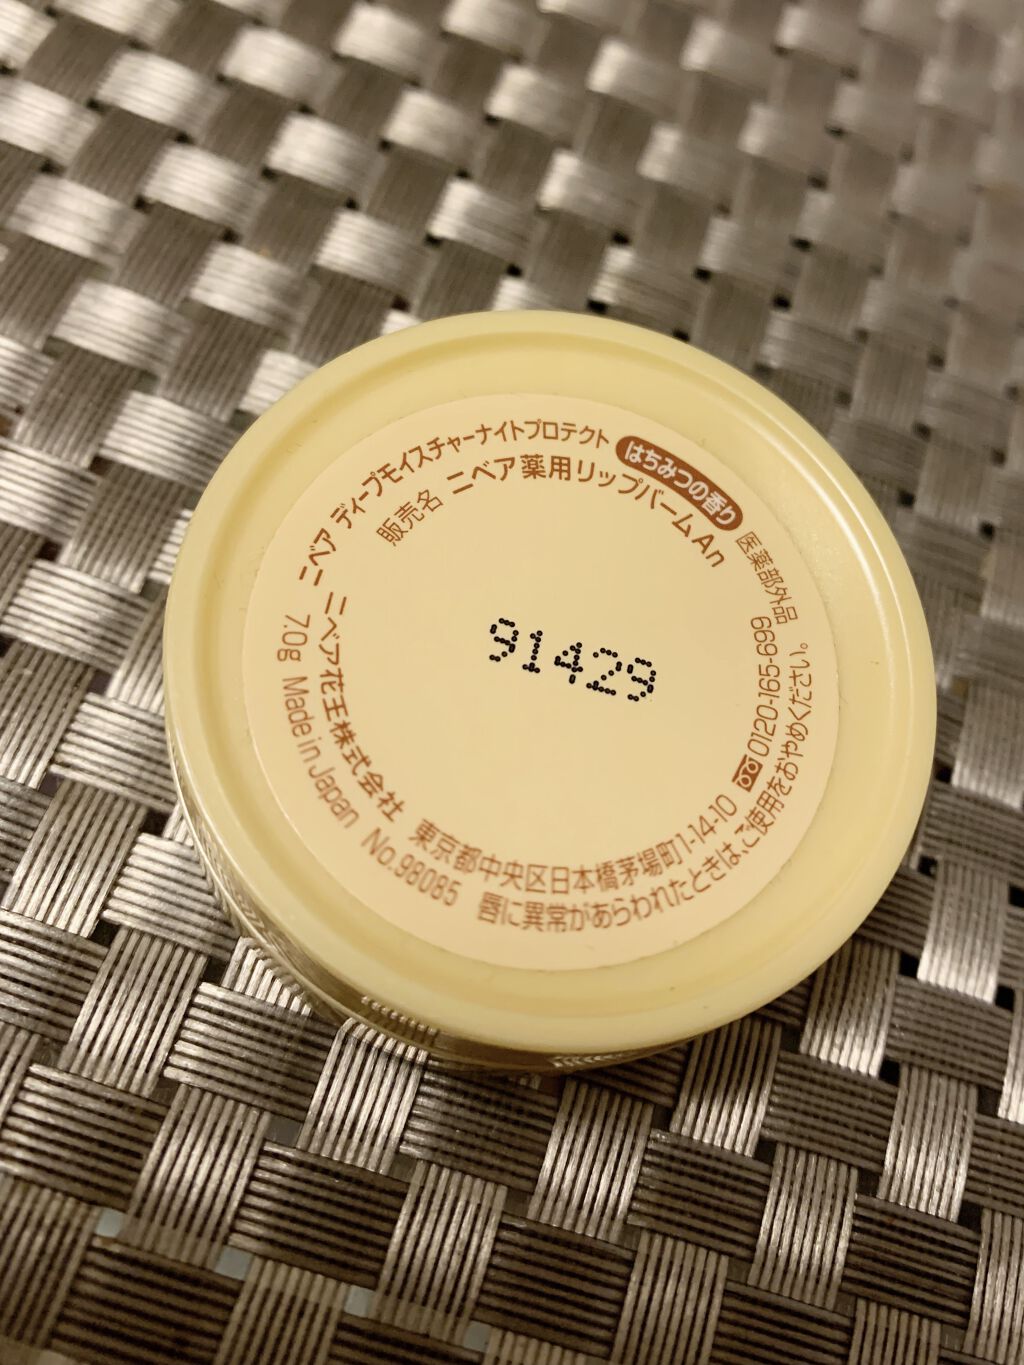 ニベア ディープモイスチャーナイトプロテクト はちみつの香り 医薬部外品
販売名 ニベア薬用リップバームAn
91429
ニベア花王株式会社 東京都中央区日本橋茅場町1-14-10 0120-165-699
7.0g Made in Japan No.98085 唇に異常があらわれたときは、ご使用をおやめください。